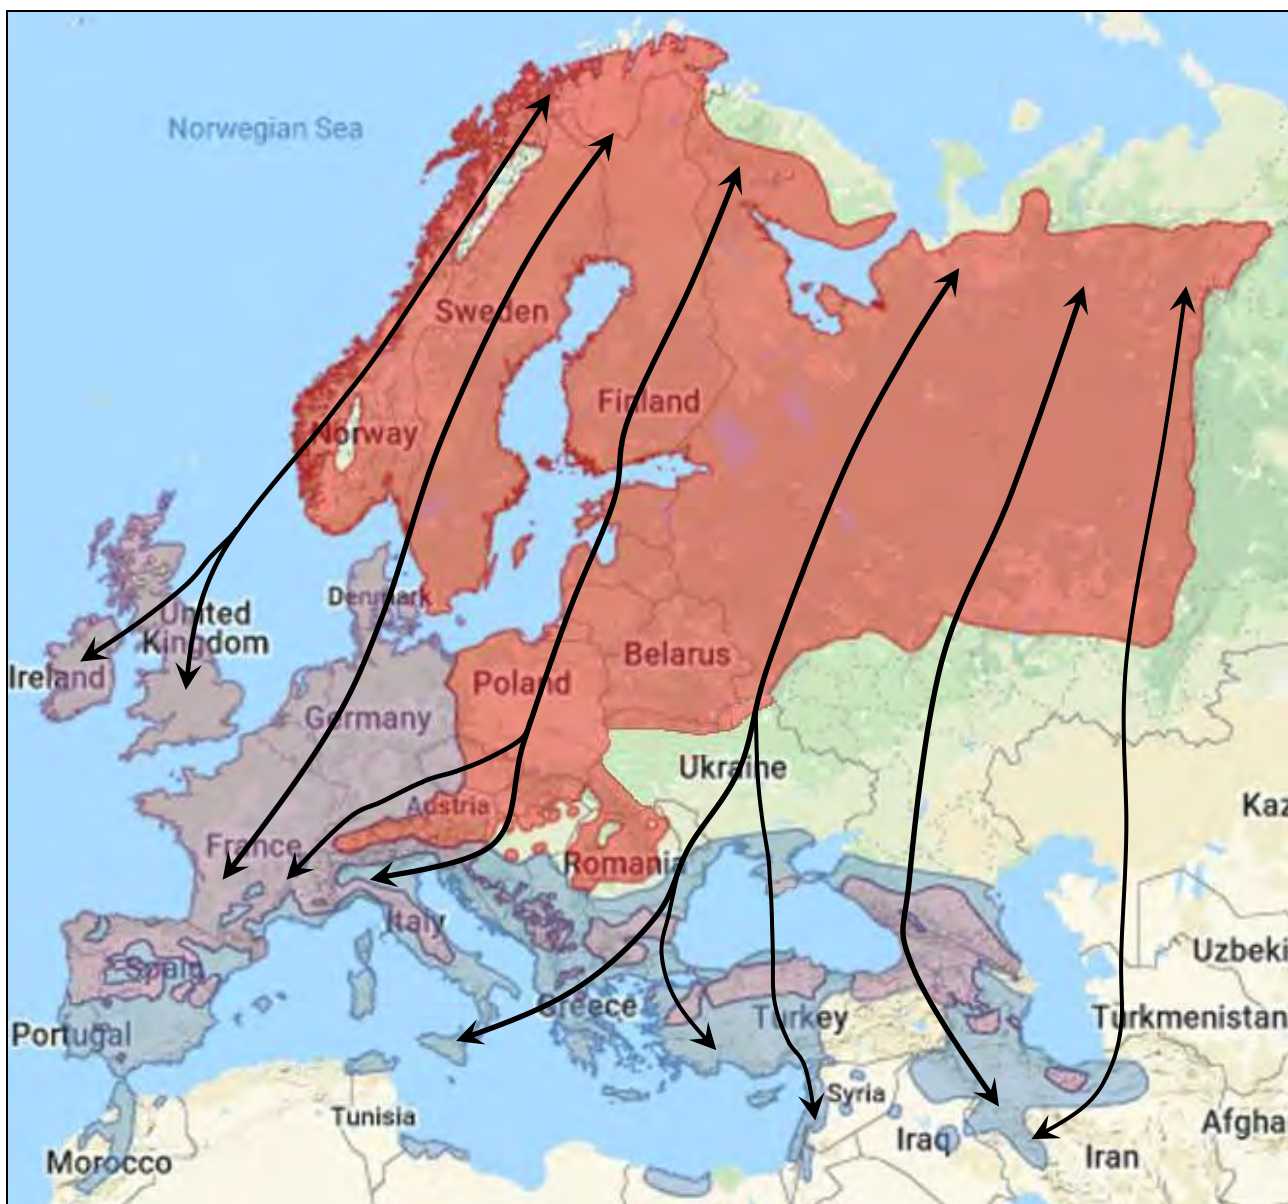 Norwegian Sea
Sweden
Finland
Norway
United
Kingdom
Denmark
Ireland
Belarus
Poland
Germany
Ukraine
Austria
Kaz
France
Romania
Italy
Spain
Uzbeki
Greece
Turkey
Turkmenistan
Portugal
Syria
Tunisia
Afgha
Iraq
Iran
Morocco